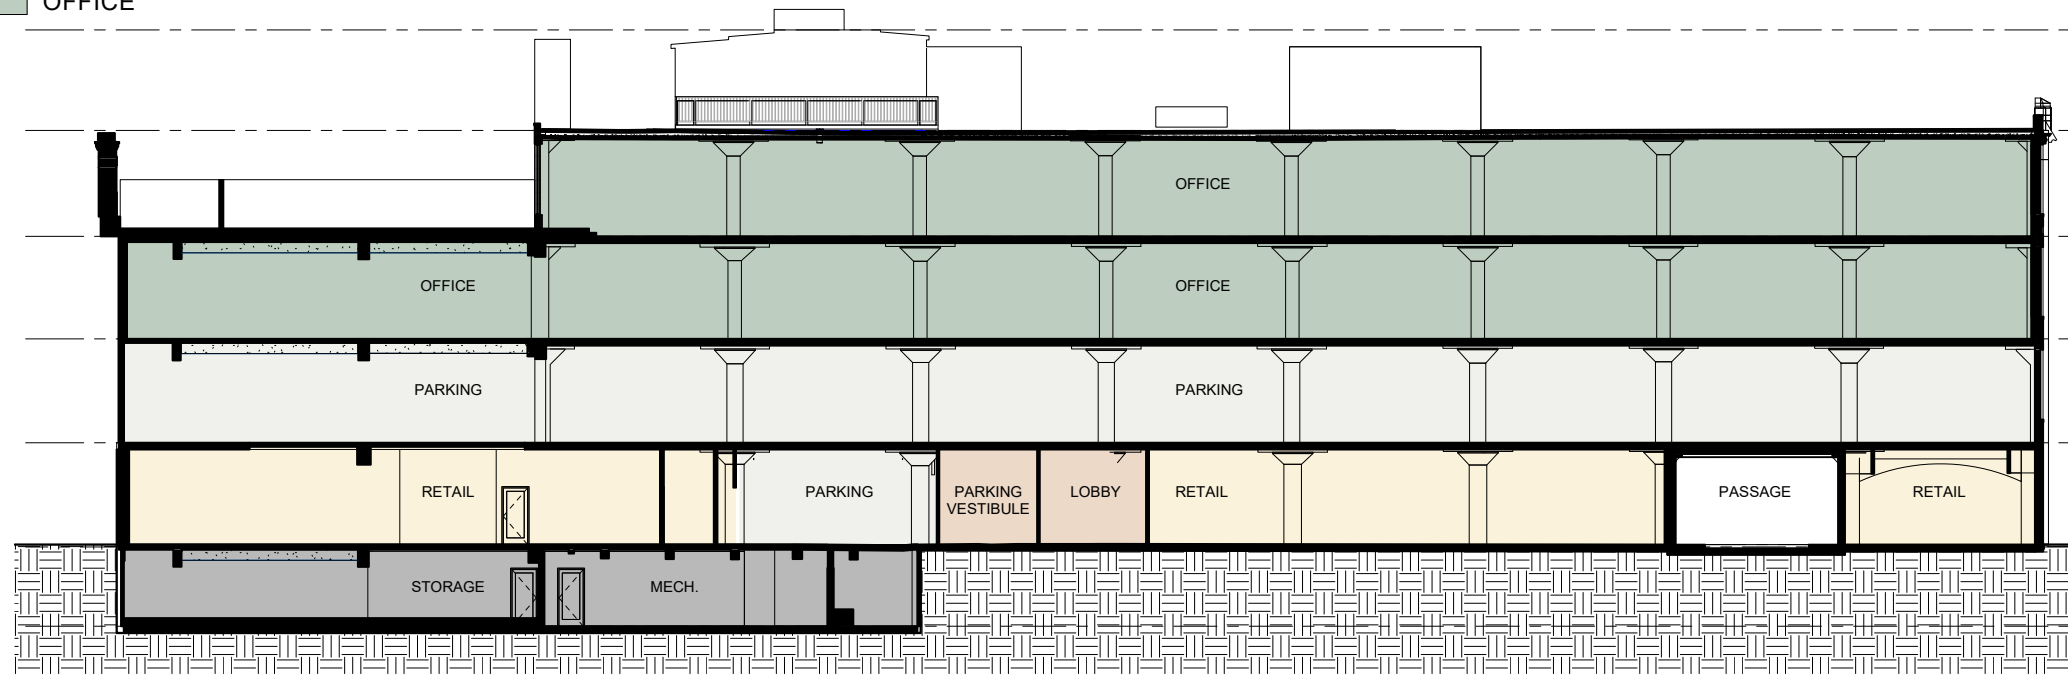 OFFICE
OFFICE
OFFICE
OFFICE
PARKING
PARKING
RETAIL
PARKING
PARKING
VESTIBULE
LOBBY
RETAIL
PASSAGE
RETAIL
STORAGE
MECH.